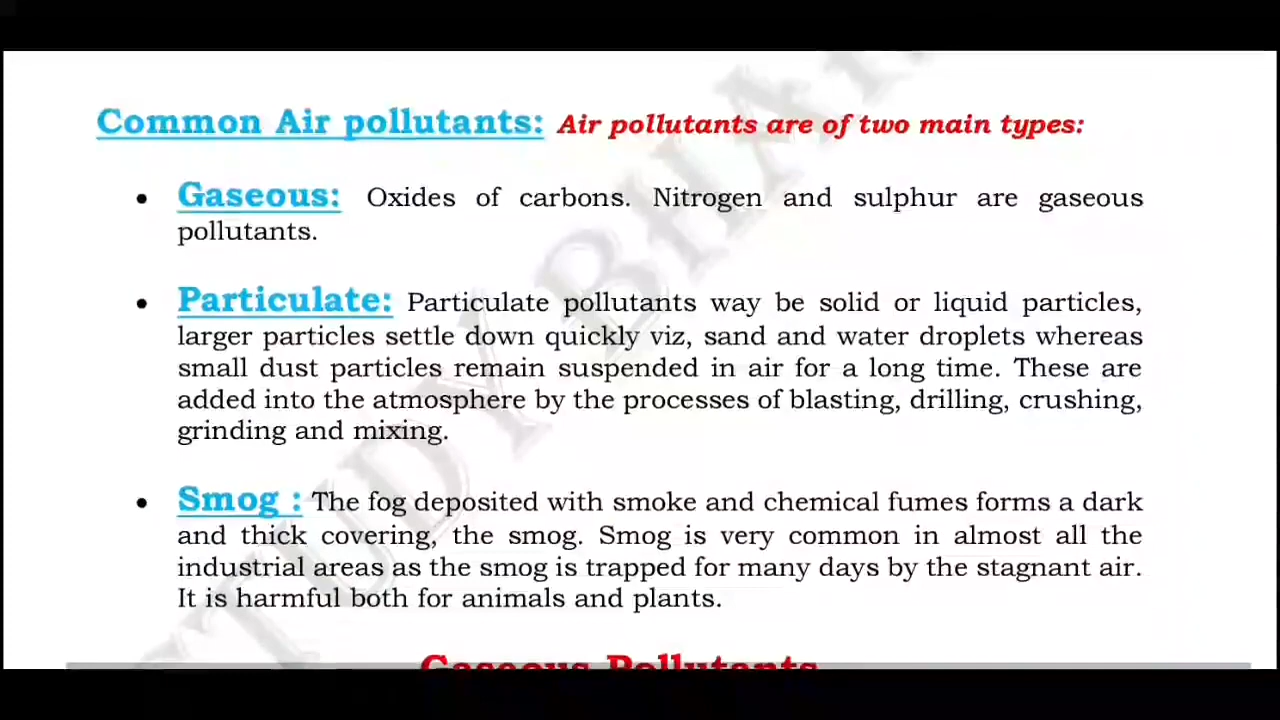 Common Air pollutants: Air pollutants are of two main types:
• Gaseous: Oxides of carbons. Nitrogen and sulphur are gaseous
pollutants.
• Particulate: Particulate pollutants way be solid or liquid particles,
larger particles settle down quickly viz, sand and water droplets whereas
small dust particles remain suspended in air for a long time. These are
added into the atmosphere by the processes of blasting, drilling, crushing,
grinding and mixing.
• Smog : The fog deposited with smoke and chemical fumes forms a dark
and thick covering, the smog. Smog is very common in almost all the
industrial areas as the smog is trapped for many days by the stagnant air.
It is harmful both for animals and plants.
Gaseous Pollutants